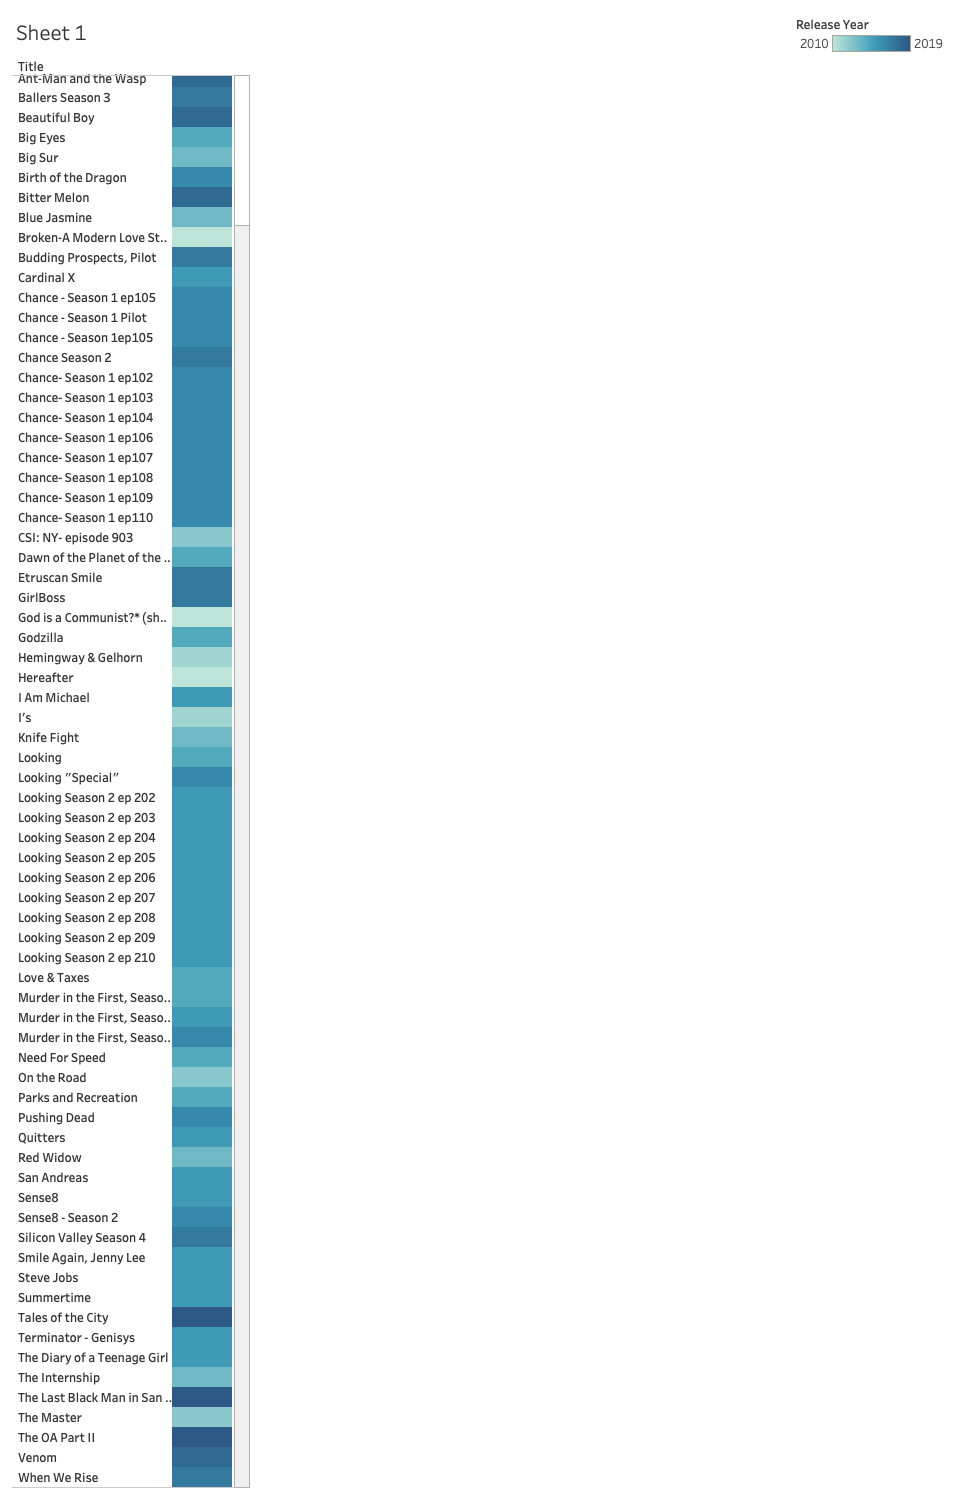 Sheet 1
Release Year
2010 2019
Title
Ant-Man and the Wasp
Ballers Season 3
Beautiful Boy
Big Eyes
Big Sur
Birth of the Dragon
Bitter Melon
Blue Jasmine
Broken-A Modern Love St..
Budding Prospects, Pilot
Cardinal X
Chance - Season 1 ep105
Chance - Season 1 Pilot
Chance - Season 1ep105
Chance Season 2
Chance- Season 1 ep102
Chance- Season 1 ep103
Chance- Season 1 ep104
Chance- Season 1 ep106
Chance- Season 1 ep107
Chance- Season 1 ep108
Chance- Season 1 ep109
Chance- Season 1 ep110
CSI: NY- episode 903
Dawn of the Planet of the ..
Etruscan Smile
GirlBoss
God is a Communist?* (sh..
Godzilla
Hemingway & Gelhorn
Hereafter
I Am Michael
I's
Knife Fight
Looking
Looking "Special"
Looking Season 2 ep 202
Looking Season 2 ep 203
Looking Season 2 ep 204
Looking Season 2 ep 205
Looking Season 2 ep 206
Looking Season 2 ep 207
Looking Season 2 ep 208
Looking Season 2 ep 209
Looking Season 2 ep 210
Love & Taxes
Murder in the First, Seaso..
Murder in the First, Seaso..
Murder in the First, Seaso..
Need For Speed
On the Road
Parks and Recreation
Pushing Dead
Quitters
Red Widow
San Andreas
Sense8
Sense8 - Season 2
Silicon Valley Season 4
Smile Again, Jenny Lee
Steve Jobs
Summertime
Tales of the City
Terminator - Genisys
The Diary of a Teenage Girl
The Internship
The Last Black Man in San ..
The Master
The OA Part II
Venom
When We Rise